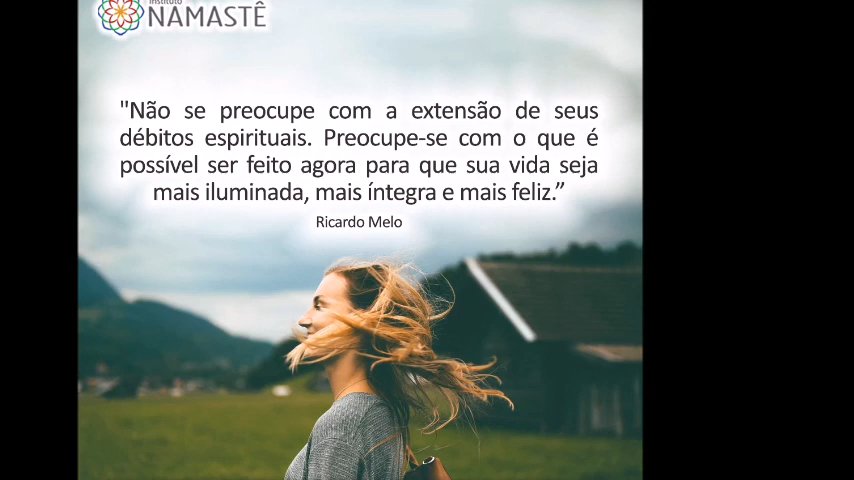 Instituto
NAMASTÊ
"Não se preocupe com a extensão de seus
débitos espirituais. Preocupe-se com o que é
possível ser feito agora para que sua vida seja
mais iluminada, mais íntegra e mais feliz.”
Ricardo Melo